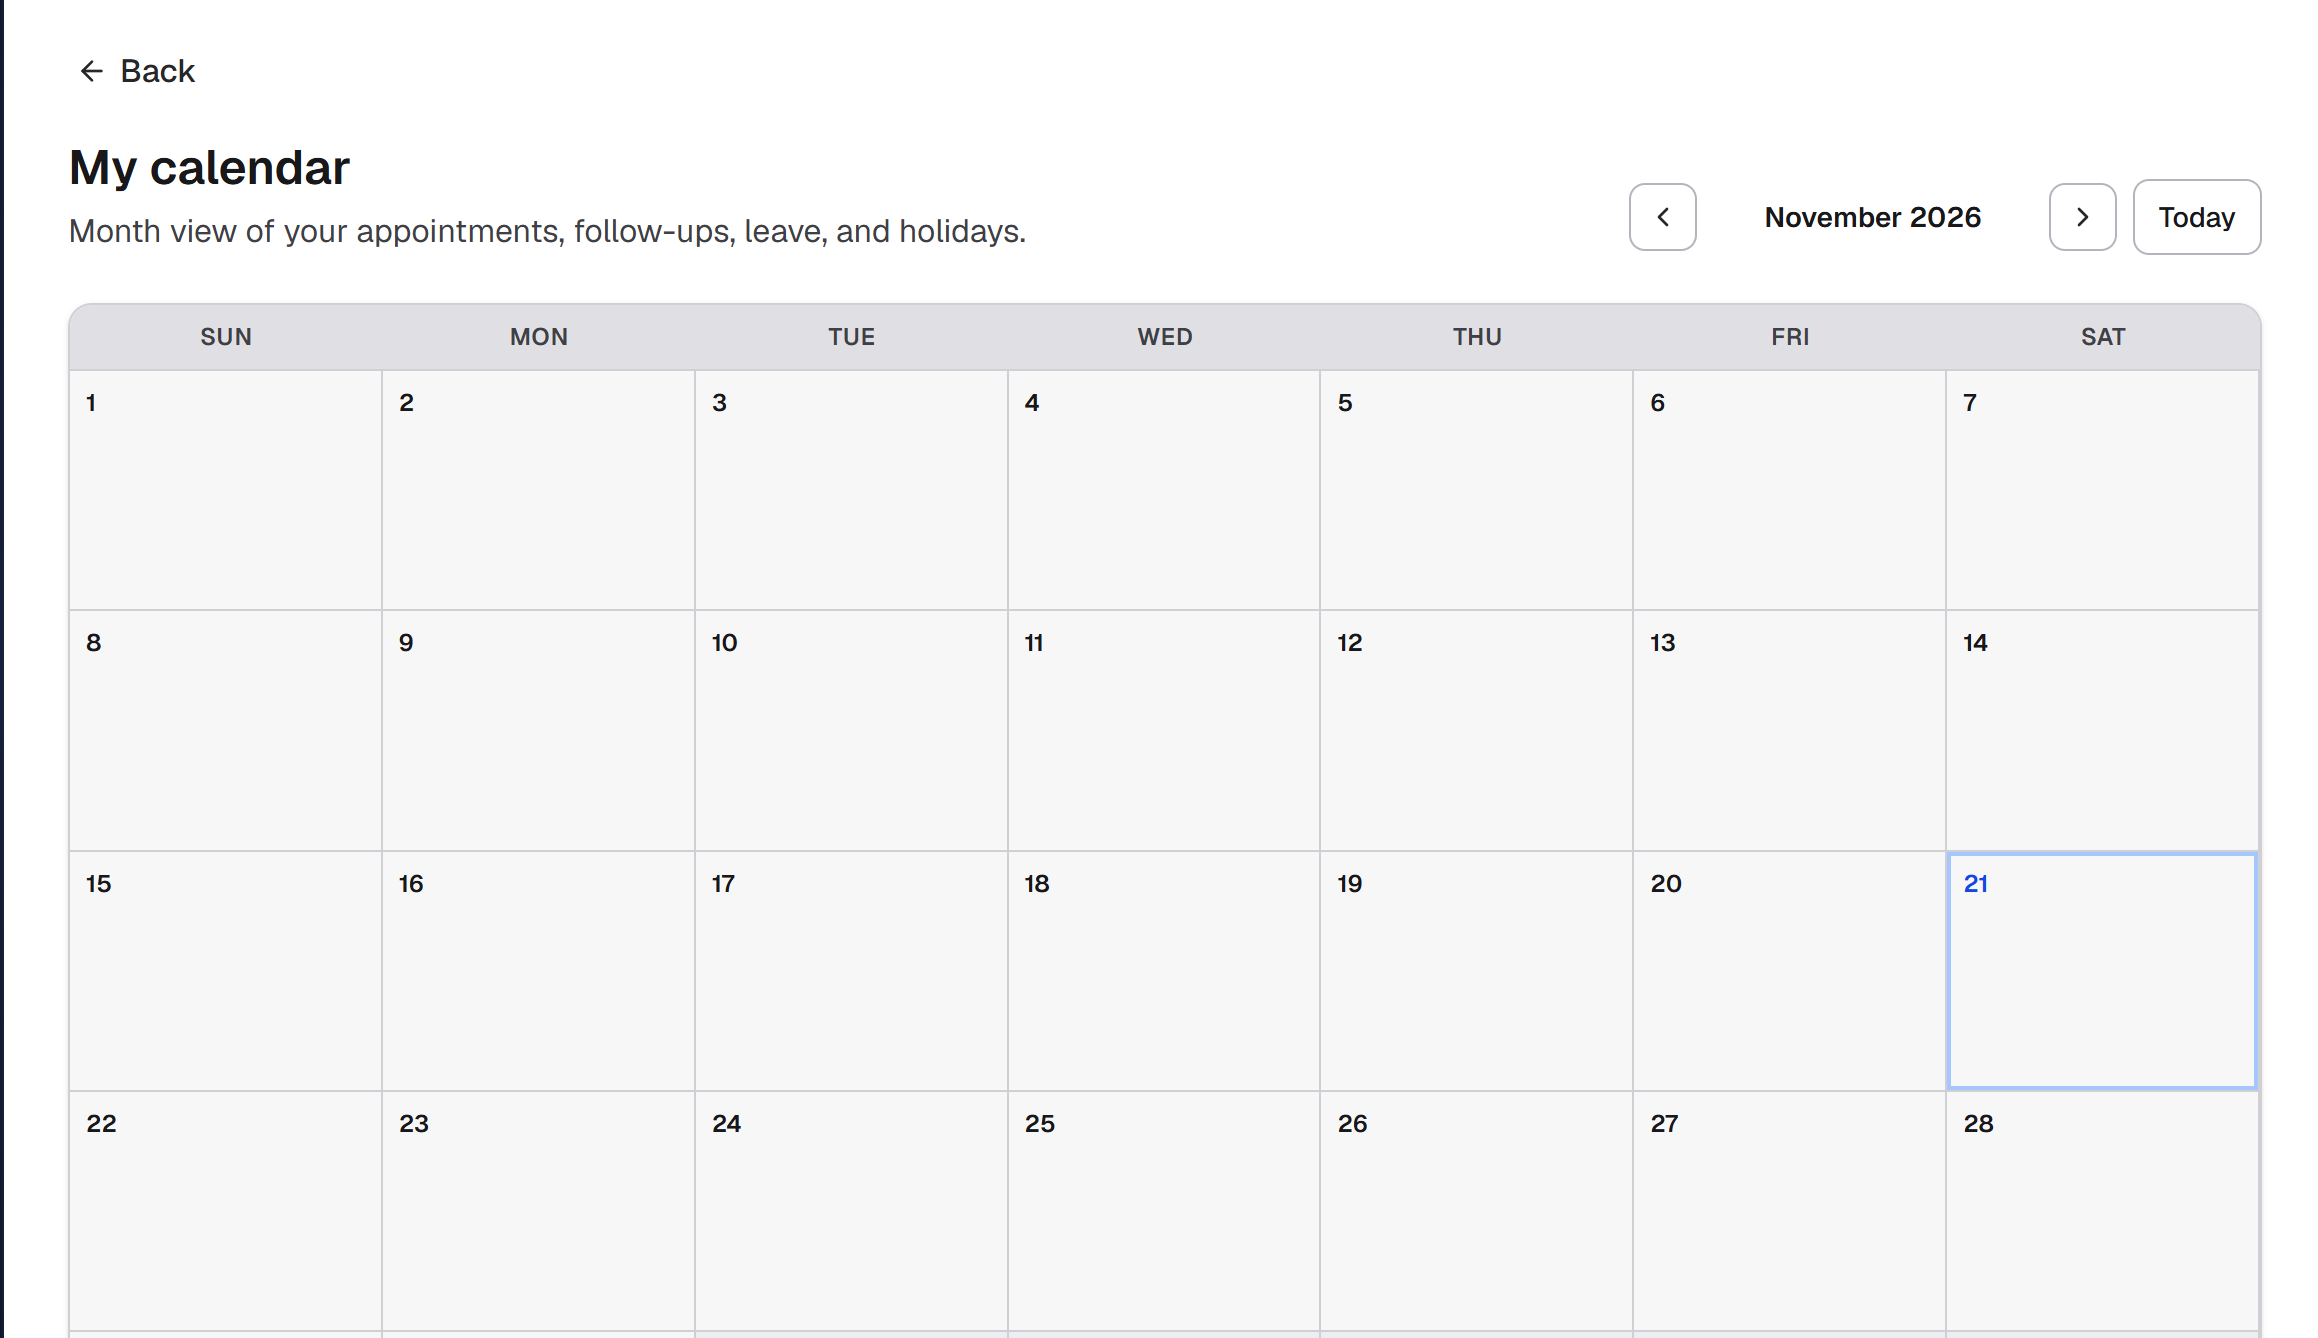 Back
My calendar
Month view of your appointments, follow-ups, leave, and holidays.
November 2026
Today
SUN MON TUE WED THU FRI SAT
1 2 3 4 5 6 7
8 9 10 11 12 13 14
15 16 17 18 19 20 21
22 23 24 25 26 27 28